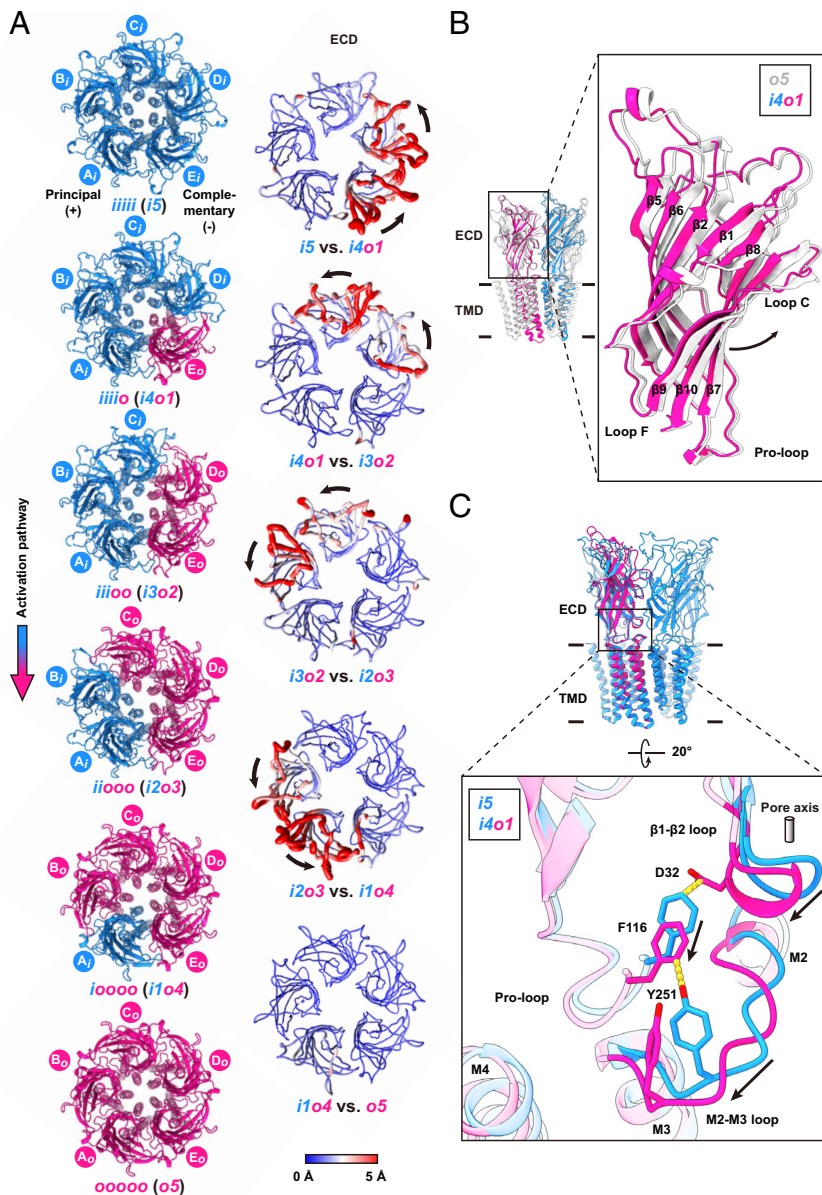 A
ECD
Ci
Bi
Di
Ai
Ei
Principal
(+)
Comple-
mentary
(-)
iiiii (i5)
i5 vs. i4o1
Ci
Bi
Di
Ai
Eo
iiiio (i4o1)
i4o1 vs. i3o2
Activation pathway
Ci
Bi
Do
Ai
Eo
iiioo (i3o2)
i3o2 vs. i2o3
Co
Bi
Do
Ai
Eo
iiooo (i2o3)
i2o3 vs. i1o4
Co
Bo
Do
Ai
Eo
ioooo (i1o4)
i1o4 vs. o5
Co
Bo
Do
Ao
Eo
ooooo (o5)
0 Å
5 Å
B
o5
i4o1
ECD
TMD
β5
β6
β2
β1
β8
Loop C
β9
β10
β7
Loop F
Pro-loop
C
ECD
TMD
20°
i5
i4o1
β1-β2 loop
Pore axis
D32
F116
M2
Pro-loop
Y251
M4
M3
M2-M3 loop